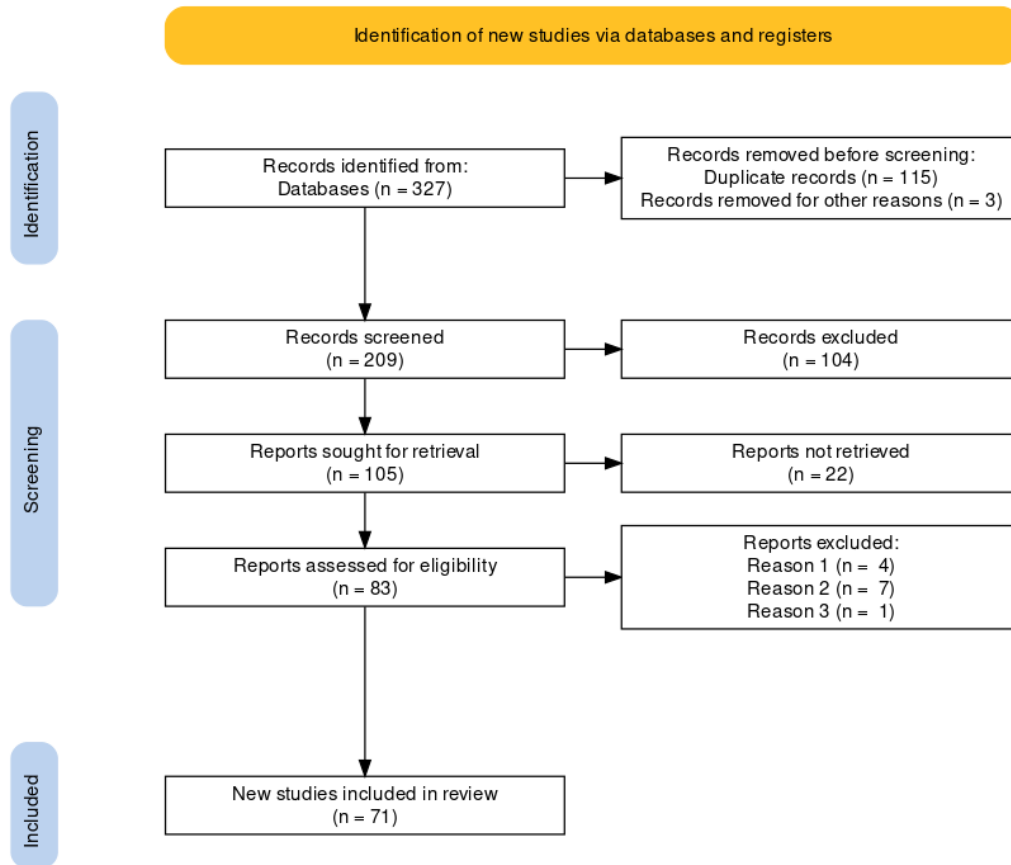 Identification of new studies via databases and registers
Identification
Records identified from:
Databases (n = 327)
Records removed before screening:
Duplicate records (n = 115)
Records removed for other reasons (n = 3)
Screening
Records screened
(n = 209)
Records excluded
(n = 104)
Reports sought for retrieval
(n = 105)
Reports not retrieved
(n = 22)
Reports assessed for eligibility
(n = 83)
Reports excluded:
Reason 1 (n = 4)
Reason 2 (n = 7)
Reason 3 (n = 1)
Included
New studies included in review
(n = 71)